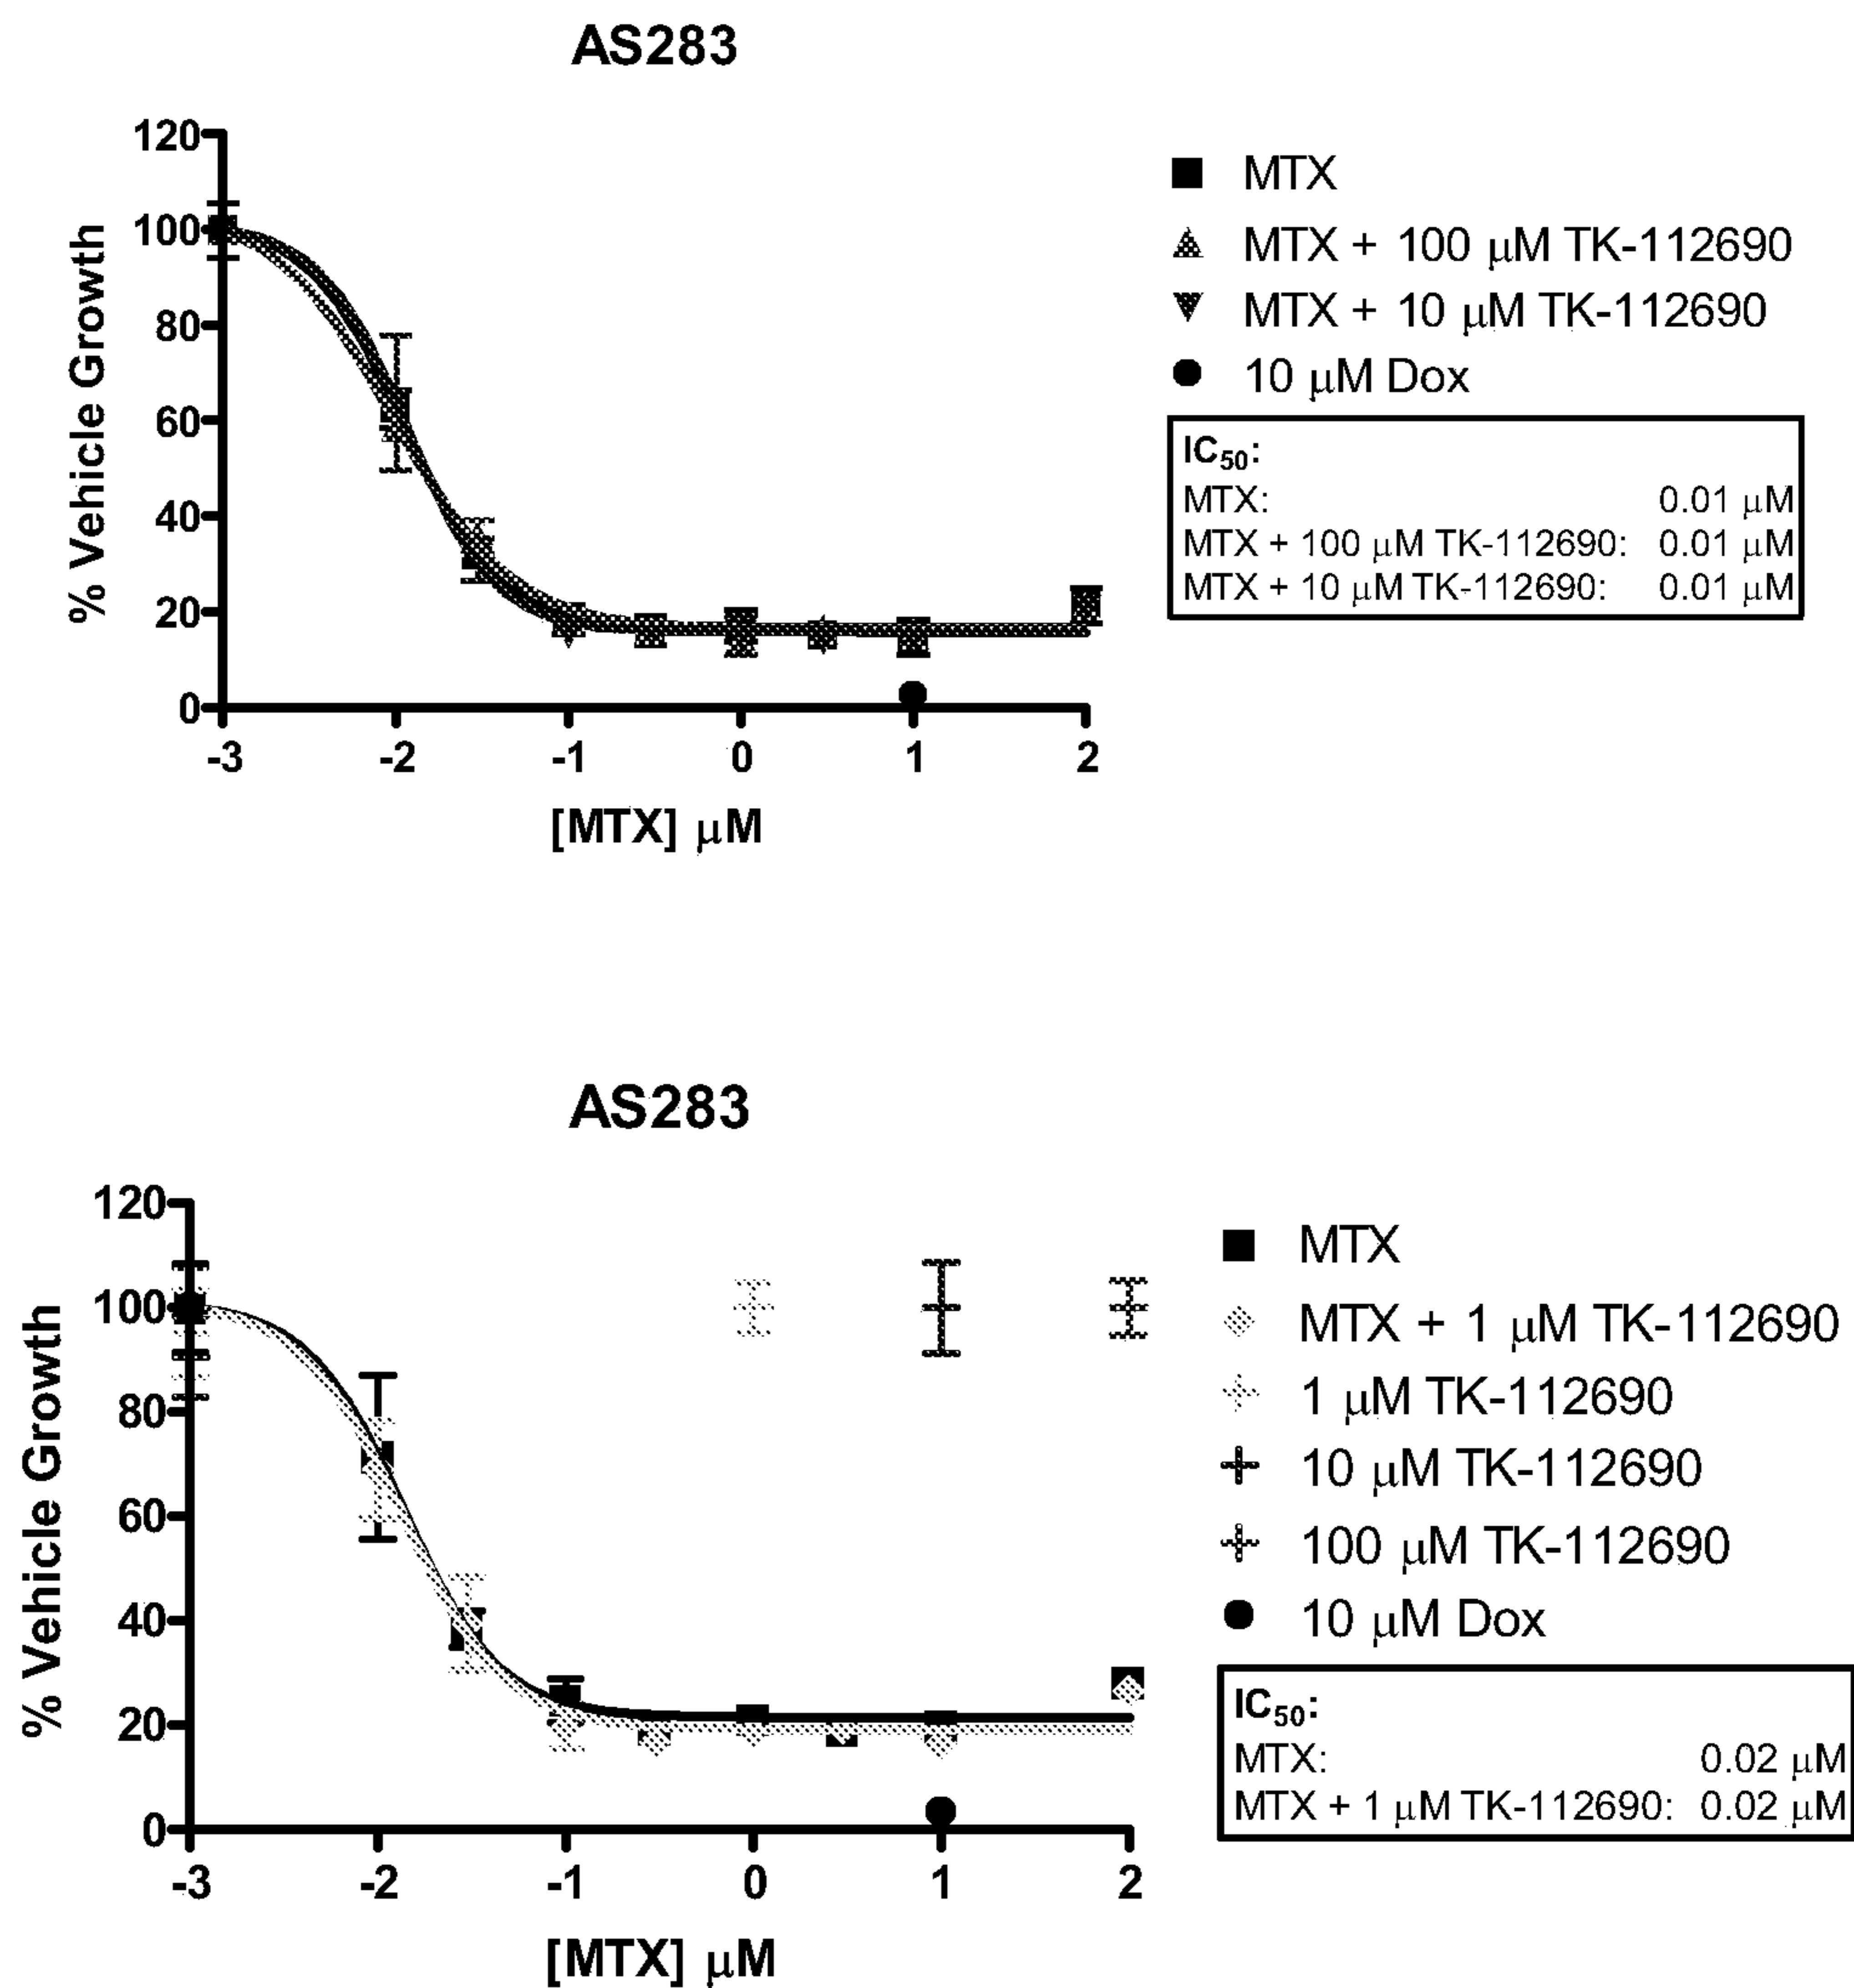 AS283
120
100
80
60
40
20
0
% Vehicle Growth
-3 -2 -1 0 1 2
[MTX] μM
MTX
MTX + 100 μM TK-112690
MTX + 10 μM TK-112690
10 μM Dox
IC50:
MTX: 0.01 μM
MTX + 100 μM TK-112690: 0.01 μM
MTX + 10 μM TK-112690: 0.01 μM
AS283
120
100
80
60
40
20
0
% Vehicle Growth
-3 -2 -1 0 1 2
[MTX] μM
MTX
MTX + 1 μM TK-112690
1 μM TK-112690
10 μM TK-112690
100 μM TK-112690
10 μM Dox
IC50:
MTX: 0.02 μM
MTX + 1 μM TK-112690: 0.02 μM